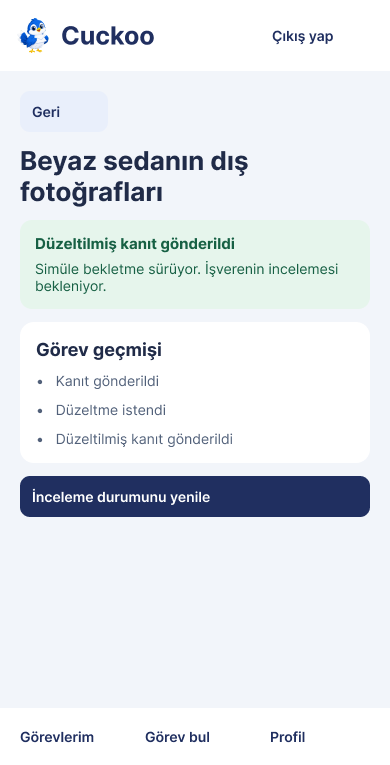 Cuckoo
Çıkış yap
Geri
Beyaz sedanın dış
fotoğrafları
Düzeltilmiş kanıt gönderildi
Simüle bekletme sürüyor. İşverenin incelemesi
bekleniyor.
Görev geçmişi
• Kanıt gönderildi
• Düzeltme istendi
• Düzeltilmiş kanıt gönderildi
İnceleme durumunu yenile
Görevlerim
Görev bul
Profil